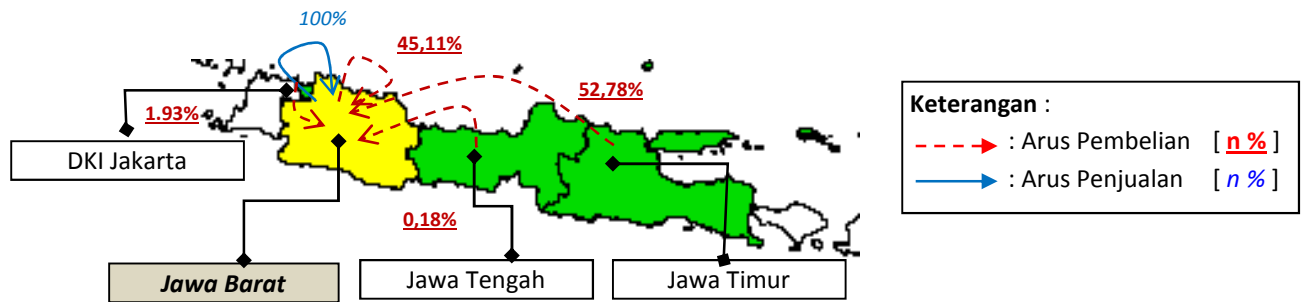 100%
45,11%
52,78%
1.93%
DKI Jakarta
0,18%
Jawa Barat
Jawa Tengah
Jawa Timur
Keterangan :
: Arus Pembelian [ n % ]
: Arus Penjualan [ n % ]